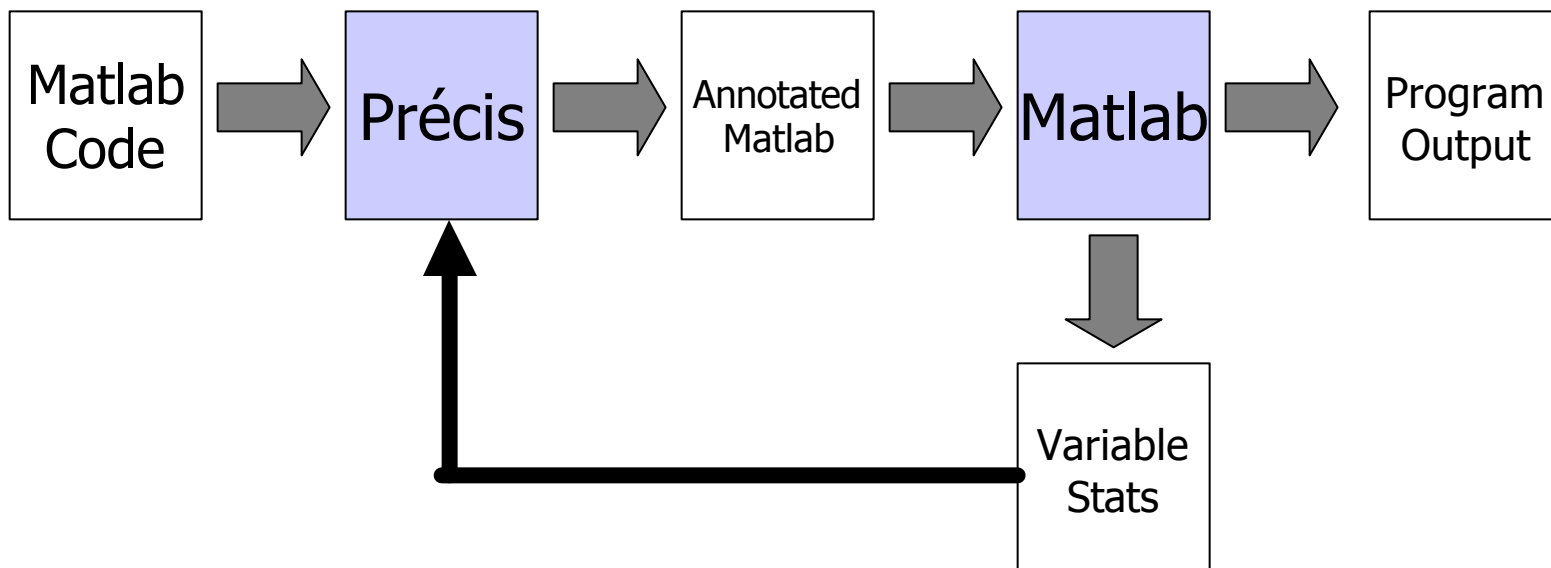 Matlab
Code
Précis
Annotated
Matlab
Matlab
Program
Output
Variable
Stats